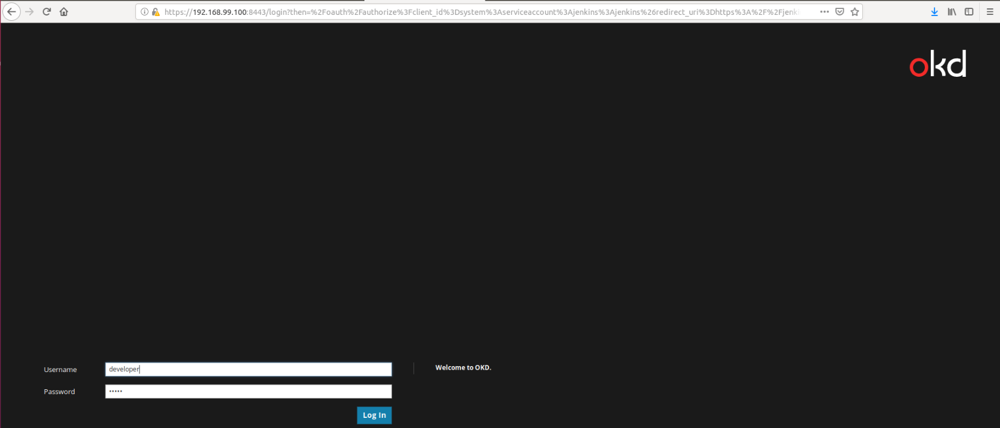 https://192.168.99.100:8443/login?then=%2Foauth%2Fauthorize%3Fclient_id%3Dsystem%3Aserviceaccount%3Ajenkins%3Ajenkins%26redirect_uri%3Dhttps%3A%2F%2Fjenk
okd
Username
developer
Welcome to OKD.
Password
•••••
Log In